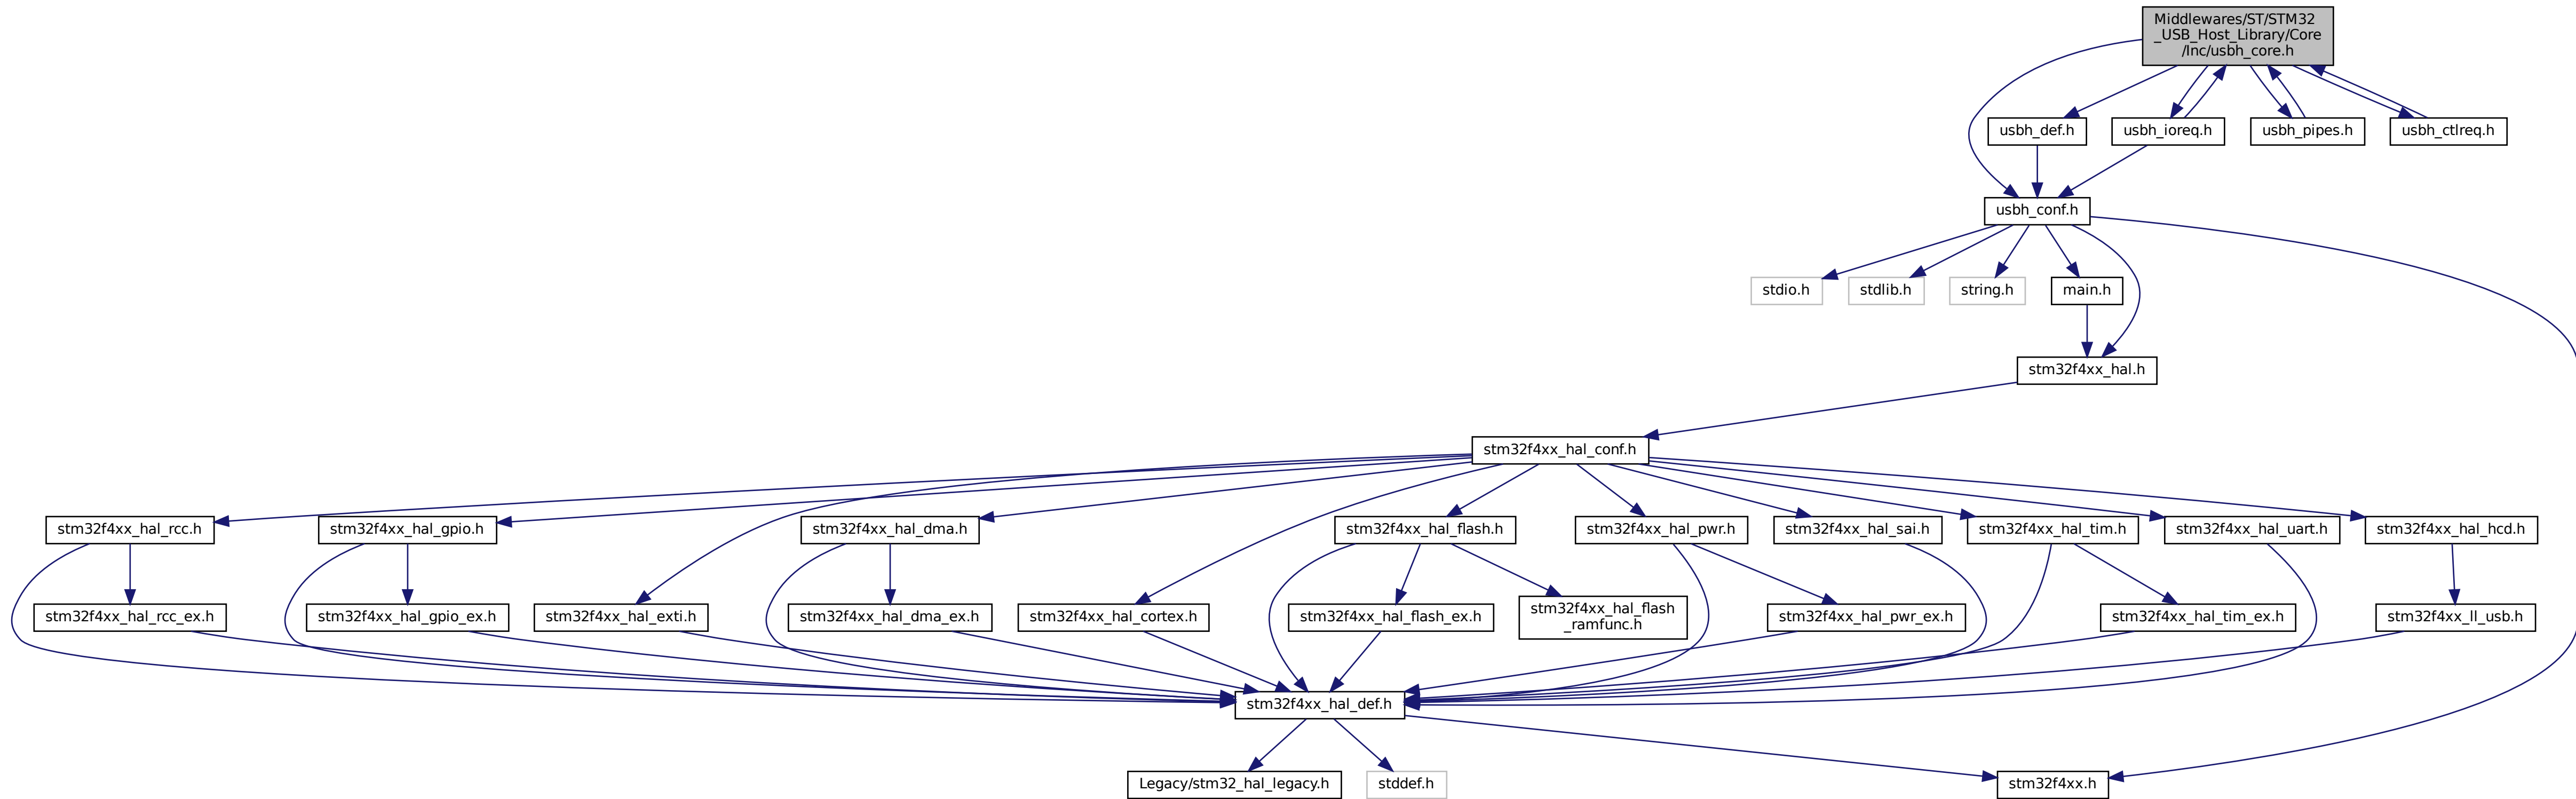 Middlewares/ST/STM32
_USB_Host_Library/Core
/Inc/usbh_core.h
usbh_def.h
usbh_ioreq.h
usbh_pipes.h
usbh_ctlreq.h
usbh_conf.h
stdio.h
stdlib.h
string.h
main.h
stm32f4xx_hal.h
stm32f4xx_hal_conf.h
stm32f4xx_hal_rcc.h
stm32f4xx_hal_gpio.h
stm32f4xx_hal_dma.h
stm32f4xx_hal_flash.h
stm32f4xx_hal_pwr.h
stm32f4xx_hal_sai.h
stm32f4xx_hal_tim.h
stm32f4xx_hal_uart.h
stm32f4xx_hal_hcd.h
stm32f4xx_hal_rcc_ex.h
stm32f4xx_hal_gpio_ex.h
stm32f4xx_hal_exti.h
stm32f4xx_hal_dma_ex.h
stm32f4xx_hal_cortex.h
stm32f4xx_hal_flash_ex.h
stm32f4xx_hal_flash
_ramfunc.h
stm32f4xx_hal_pwr_ex.h
stm32f4xx_hal_tim_ex.h
stm32f4xx_ll_usb.h
stm32f4xx_hal_def.h
Legacy/stm32_hal_legacy.h
stddef.h
stm32f4xx.h